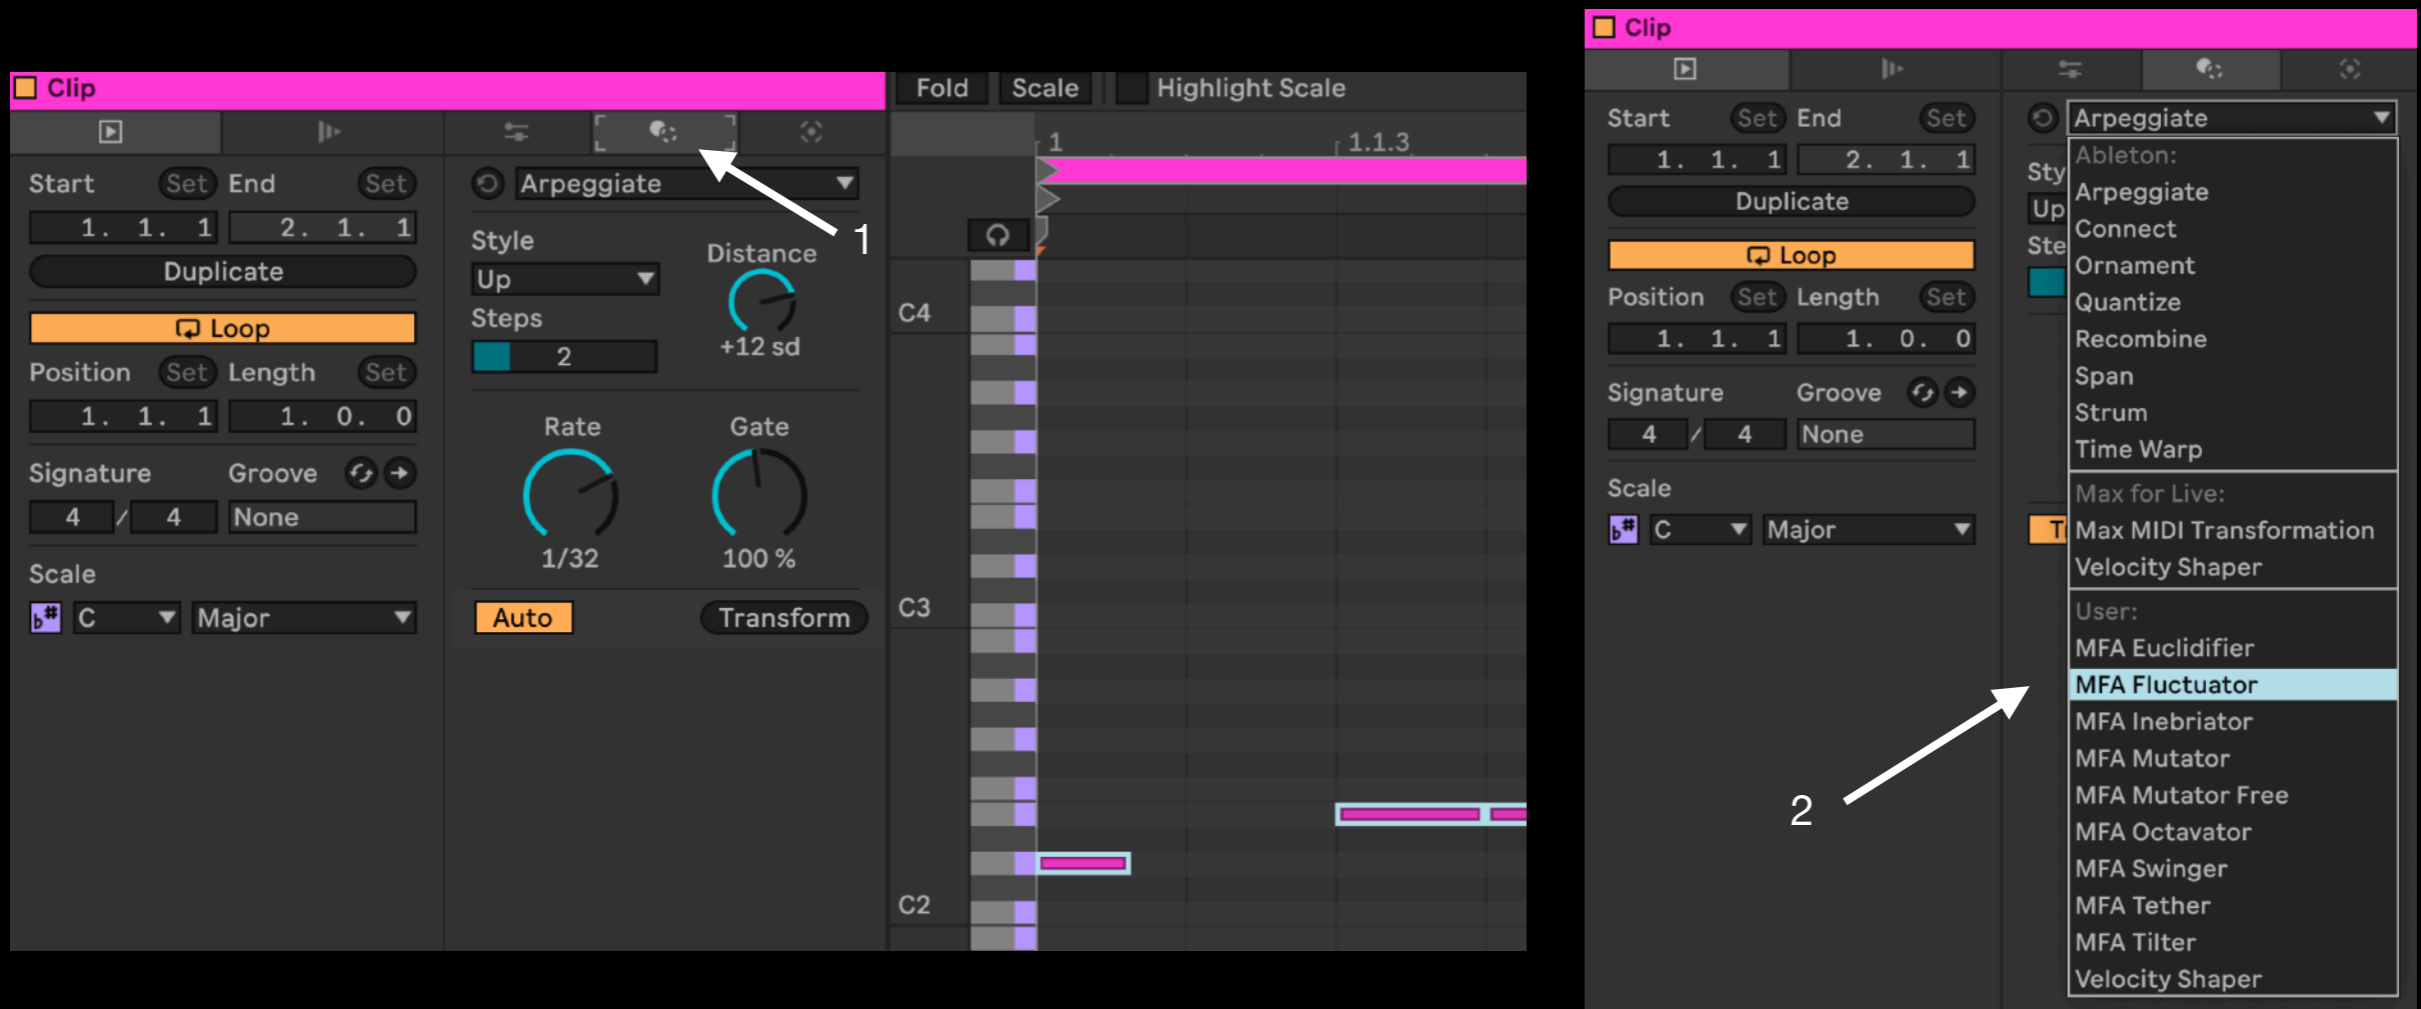 Clip
Start Set End Set
1. 1. 1 2. 1. 1
Duplicate
Loop
Position Set Length Set
1. 1. 1 1. 0. 0
Signature Groove
4 / 4 None
Scale
b# C Major
Arpeggiate
Style
Up
Steps
2
Distance
+12 sd
Rate Gate
1/32 100 %
Auto Transform
1
Fold Scale Highlight Scale
1 1.1.3
C4
C3
C2
Clip
Start Set End Set
1. 1. 1 2. 1. 1
Duplicate
Loop
Position Set Length Set
1. 1. 1 1. 0. 0
Signature Groove
4 / 4 None
Scale
b# C Major
Arpeggiate
Sty
Up
Ste
T
Ableton:
Arpeggiate
Connect
Ornament
Quantize
Recombine
Span
Strum
Time Warp
Max for Live:
Max MIDI Transformation
Velocity Shaper
User:
MFA Euclidifier
MFA Fluctuator
MFA Inebriator
MFA Mutator
MFA Mutator Free
MFA Octavator
MFA Swinger
MFA Tether
MFA Tilter
Velocity Shaper
2